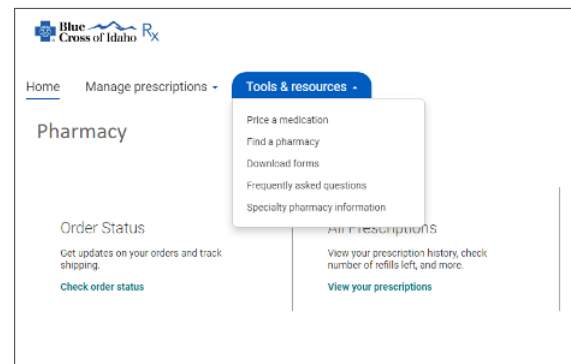 Blue
Cross of Idaho Rx
Home Manage prescriptions Tools & resources
Price a medication
Find a pharmacy
Download forms
Frequently asked questions
Specialty pharmacy information
Pharmacy
Order Status
Get updates on your orders and track
shipping.
Check order status
All Prescriptions
View your prescription history, check
number of refills left, and more.
View your prescriptions